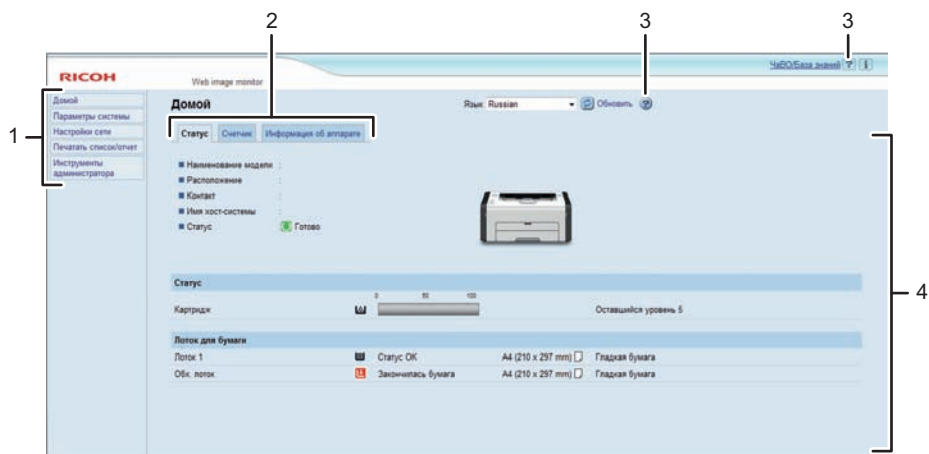 2 3 3
ЧаВО/База знаний ? i
RICOH Web image monitor
1
Домой
Параметры системы
Настройки сети
Печатать список/отчет
Инструменты
администратора
Домой
Язык Russian Обновить ?
Статус Счетчик Информация об аппарате
Наименование модели :
Расположение :
Контакт :
Имя хост-системы :
Статус Готово
4
Статус
0 50 100
Картридж Оставшийся уровень 5
Лоток для бумаги
Лоток 1 Статус ОК A4 (210 x 297 mm) Гладкая бумага
Обх. лоток Закончилась бумага A4 (210 x 297 mm) Гладкая бумага